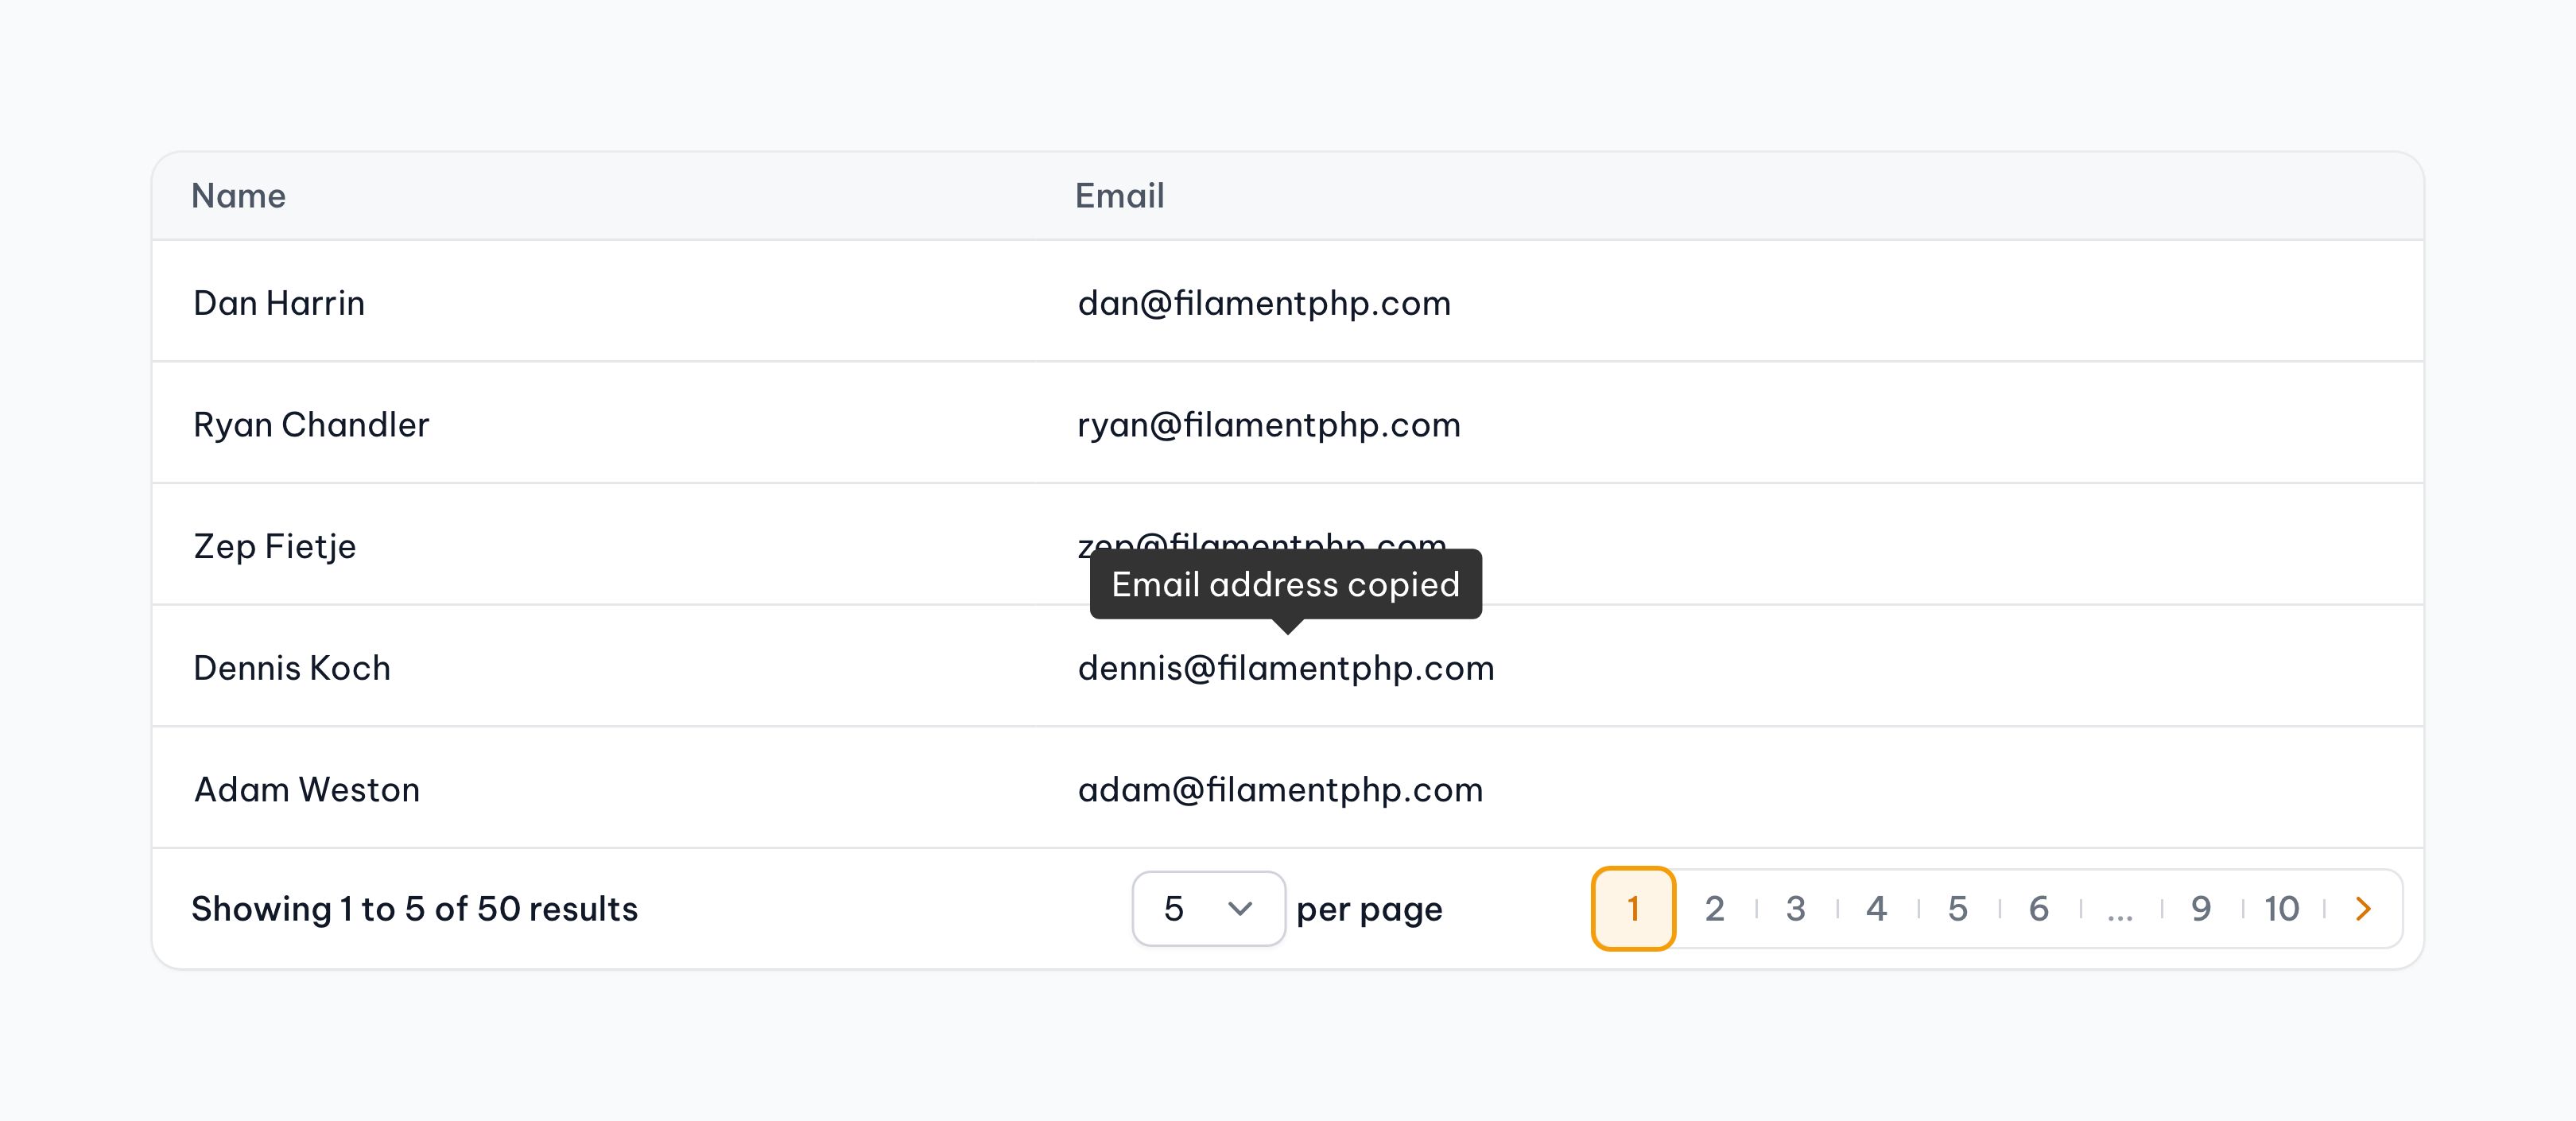 Name Email
Dan Harrin dan@filamentphp.com
Ryan Chandler ryan@filamentphp.com
Zep Fietje zep@filamentphp.com
Email address copied
Dennis Koch dennis@filamentphp.com
Adam Weston adam@filamentphp.com
Showing 1 to 5 of 50 results 5 per page 1 2 3 4 5 6 ... 9 10